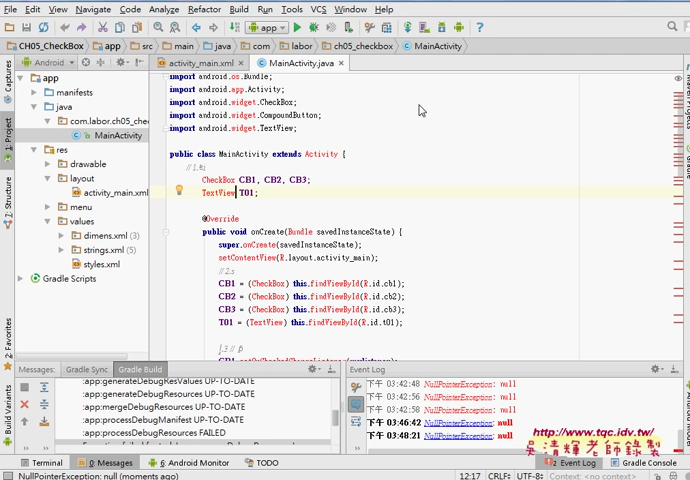 File Edit View Navigate Code Analyze Refactor Build Run Tools VCS Window Help
app
CH05_CheckBox app src main java com labor ch05_checkbox MainActivity
Captures
1: Project
7: Structure
2: Favorites
Build Variants
Android
app
manifests
java
com.labor.ch05_che
MainActivity
res
drawable
layout
activity_main.xml
menu
values
dimens.xml (3)
strings.xml (2)
styles.xml
Gradle Scripts
activity_main.xml MainActivity.java
import android.os.Bundle;
import android.app.Activity;
import android.widget.CheckBox;
import android.widget.CompoundButton;
import android.widget.TextView;
public class MainActivity extends Activity {
CheckBox CB1, CB2, CB3;
TextView T01;
@Override
public void onCreate(Bundle savedInstanceState) {
super.onCreate(savedInstanceState);
setContentView(R.layout.activity_main);
//2.s
CB1 = (CheckBox) this.findViewById(R.id.cb1);
CB2 = (CheckBox) this.findViewById(R.id.cb2);
CB3 = (CheckBox) this.findViewById(R.id.cb3);
T01 = (TextView) this.findViewById(R.id.t01);
Messages: Gradle Sync Gradle Build
:app:generateDebugResValues UP-TO-DATE
:app:generateDebugResources UP-TO-DATE
:app:mergeDebugResources UP-TO-DATE
:app:processDebugManifest UP-TO-DATE
:app:processDebugResources FAILED
Event Log
下午 03:42:48 NullPointerException: null
下午 03:42:56 NullPointerException: null
下午 03:42:58 NullPointerException: null
下午 03:46:42 NullPointerException: null
下午 03:48:21 NullPointerException: null
http://www.tqc.idv.tw/
吳清輝老師錄製
Terminal 0: Messages 6: Android Monitor TODO
Event Log Gradle Console
NullPointerException: null (moments ago)
12:17 CRLF UTF-8 Context: <no context>